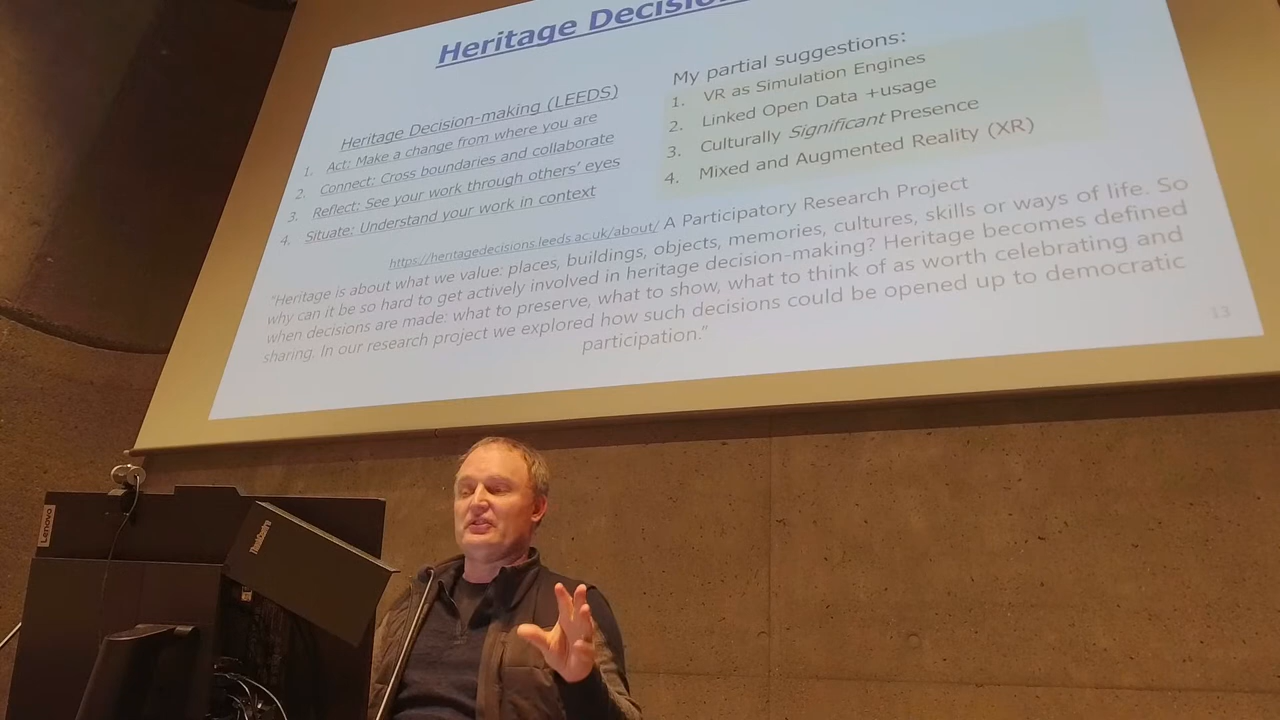 Heritage Decisio
Heritage Decision-making (LEEDS)
1. Act: Make a change from where you are
2. Connect: Cross boundaries and collaborate
3. Reflect: See your work through others' eyes
4. Situate: Understand your work in context
My partial suggestions:
1. VR as Simulation Engines
2. Linked Open Data +usage
3. Culturally Significant Presence
4. Mixed and Augmented Reality (XR)
https://heritagedecisions.leeds.ac.uk/about/ A Participatory Research Project
"Heritage is about what we value: places, buildings, objects, memories, cultures, skills or ways of life. So
why can it be so hard to get actively involved in heritage decision-making? Heritage becomes defined
when decisions are made: what to preserve, what to show, what to think of as worth celebrating and
sharing. In our research project we explored how such decisions could be opened up to democratic
participation."
13
Lenovo
ThinkCentre